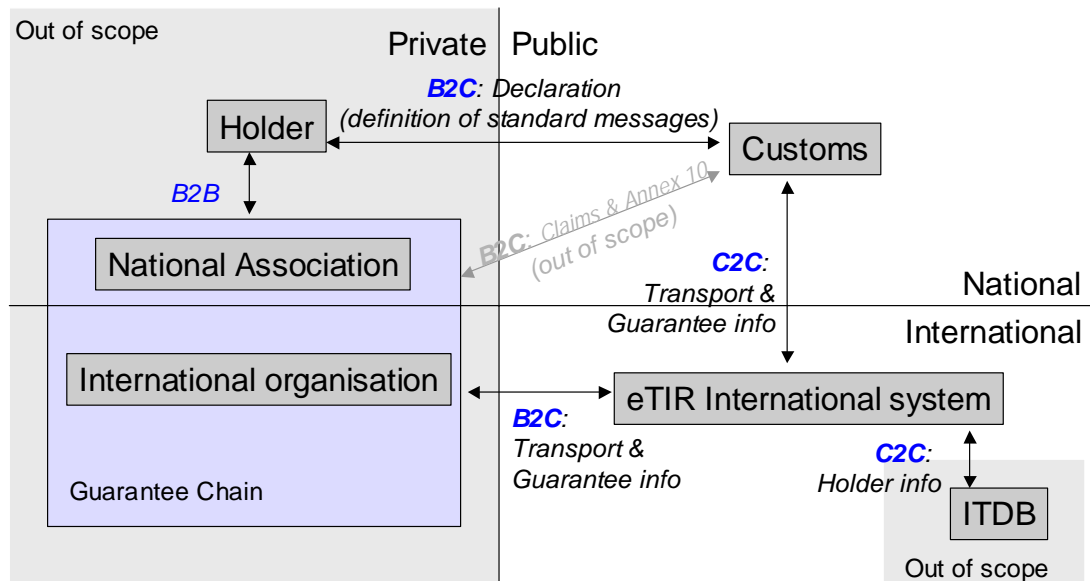 Out of scope
Private
Public
B2C: Declaration
(definition of standard messages)
Holder
Customs
B2B
B2C: Claims & Annex 10
(out of scope)
National Association
C2C:
Transport &
Guarantee info
National
International
International organisation
eTIR International system
B2C:
Transport &
Guarantee info
C2C:
Holder info
Guarantee Chain
ITDB
Out of scope